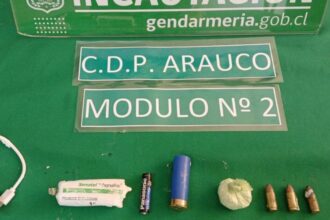 INCAUTACIÓN
gendarmeria.gob.cl
C.D.P. ARAUCO
MODULO Nº 2